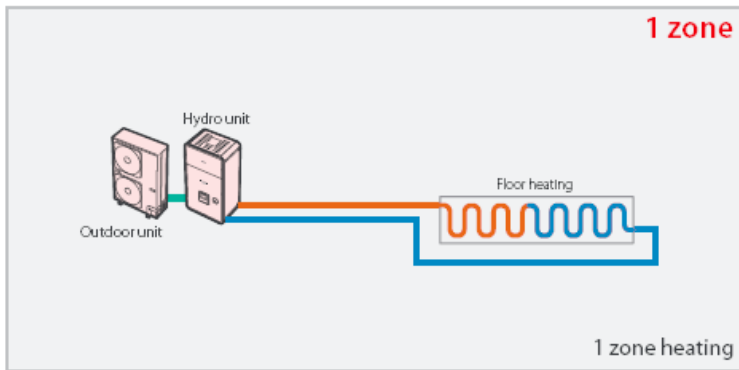 1 zone
Hydro unit
Floor heating
Outdoor unit
1 zone heating